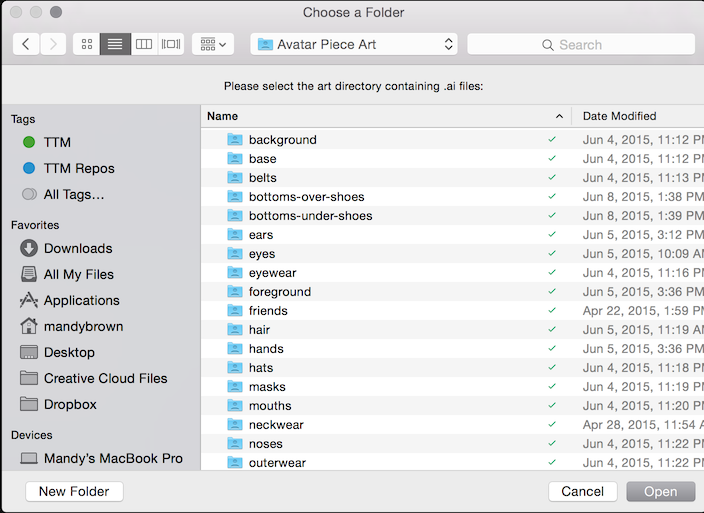 Choose a Folder
Avatar Piece Art
Search
Please select the art directory containing .ai files:
Tags
TTM
TTM Repos
All Tags...
Favorites
Downloads
All My Files
Applications
mandybrown
Desktop
Creative Cloud Files
Dropbox
Devices
Mandy's MacBook Pro
Name Date Modified
background Jun 4, 2015, 11:12 PM
base Jun 4, 2015, 11:12 PM
belts Jun 4, 2015, 11:13 PM
bottoms-over-shoes Jun 8, 2015, 1:38 PM
bottoms-under-shoes Jun 8, 2015, 1:39 PM
ears Jun 5, 2015, 3:12 PM
eyes Jun 5, 2015, 10:09 AM
eyewear Jun 4, 2015, 11:16 PM
foreground Jun 5, 2015, 3:36 PM
friends Apr 22, 2015, 1:59 PM
hair Jun 5, 2015, 11:19 AM
hands Jun 5, 2015, 3:36 PM
hats Jun 4, 2015, 11:18 PM
masks Jun 4, 2015, 11:19 PM
mouths Jun 4, 2015, 11:20 PM
neckwear Apr 28, 2015, 11:54 A
noses Jun 4, 2015, 11:22 PM
outerwear Jun 4, 2015, 11:22 PM
New Folder Cancel Open